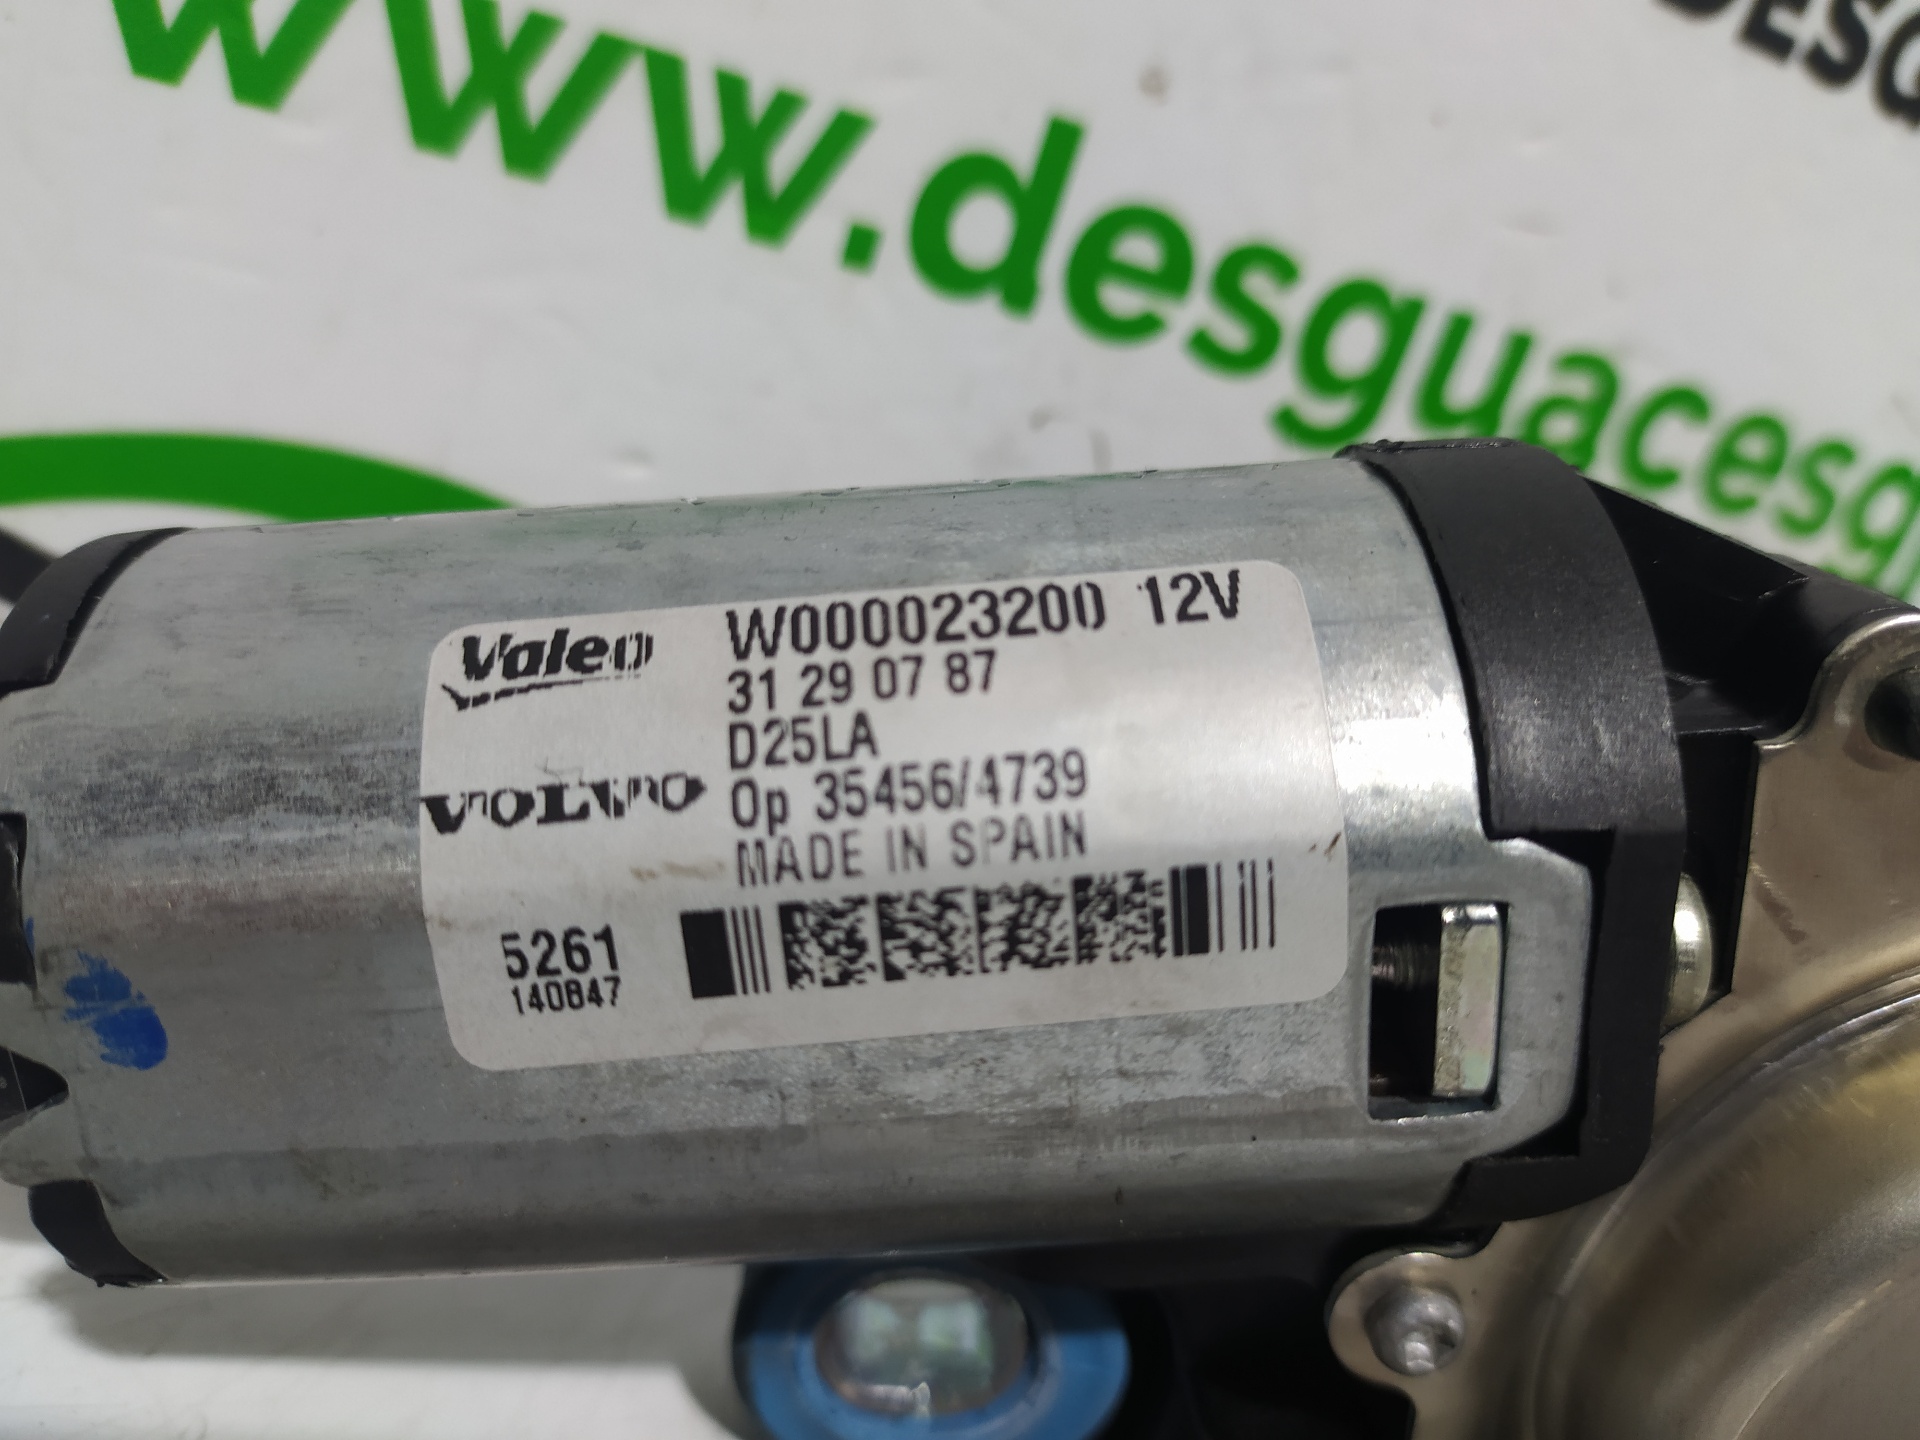 www.desguacesg
DESG
Valeo
W000023200 12V
31 29 07 87
D25LA
VOLVO
Op 35456/4739
MADE IN SPAIN
5261
140847